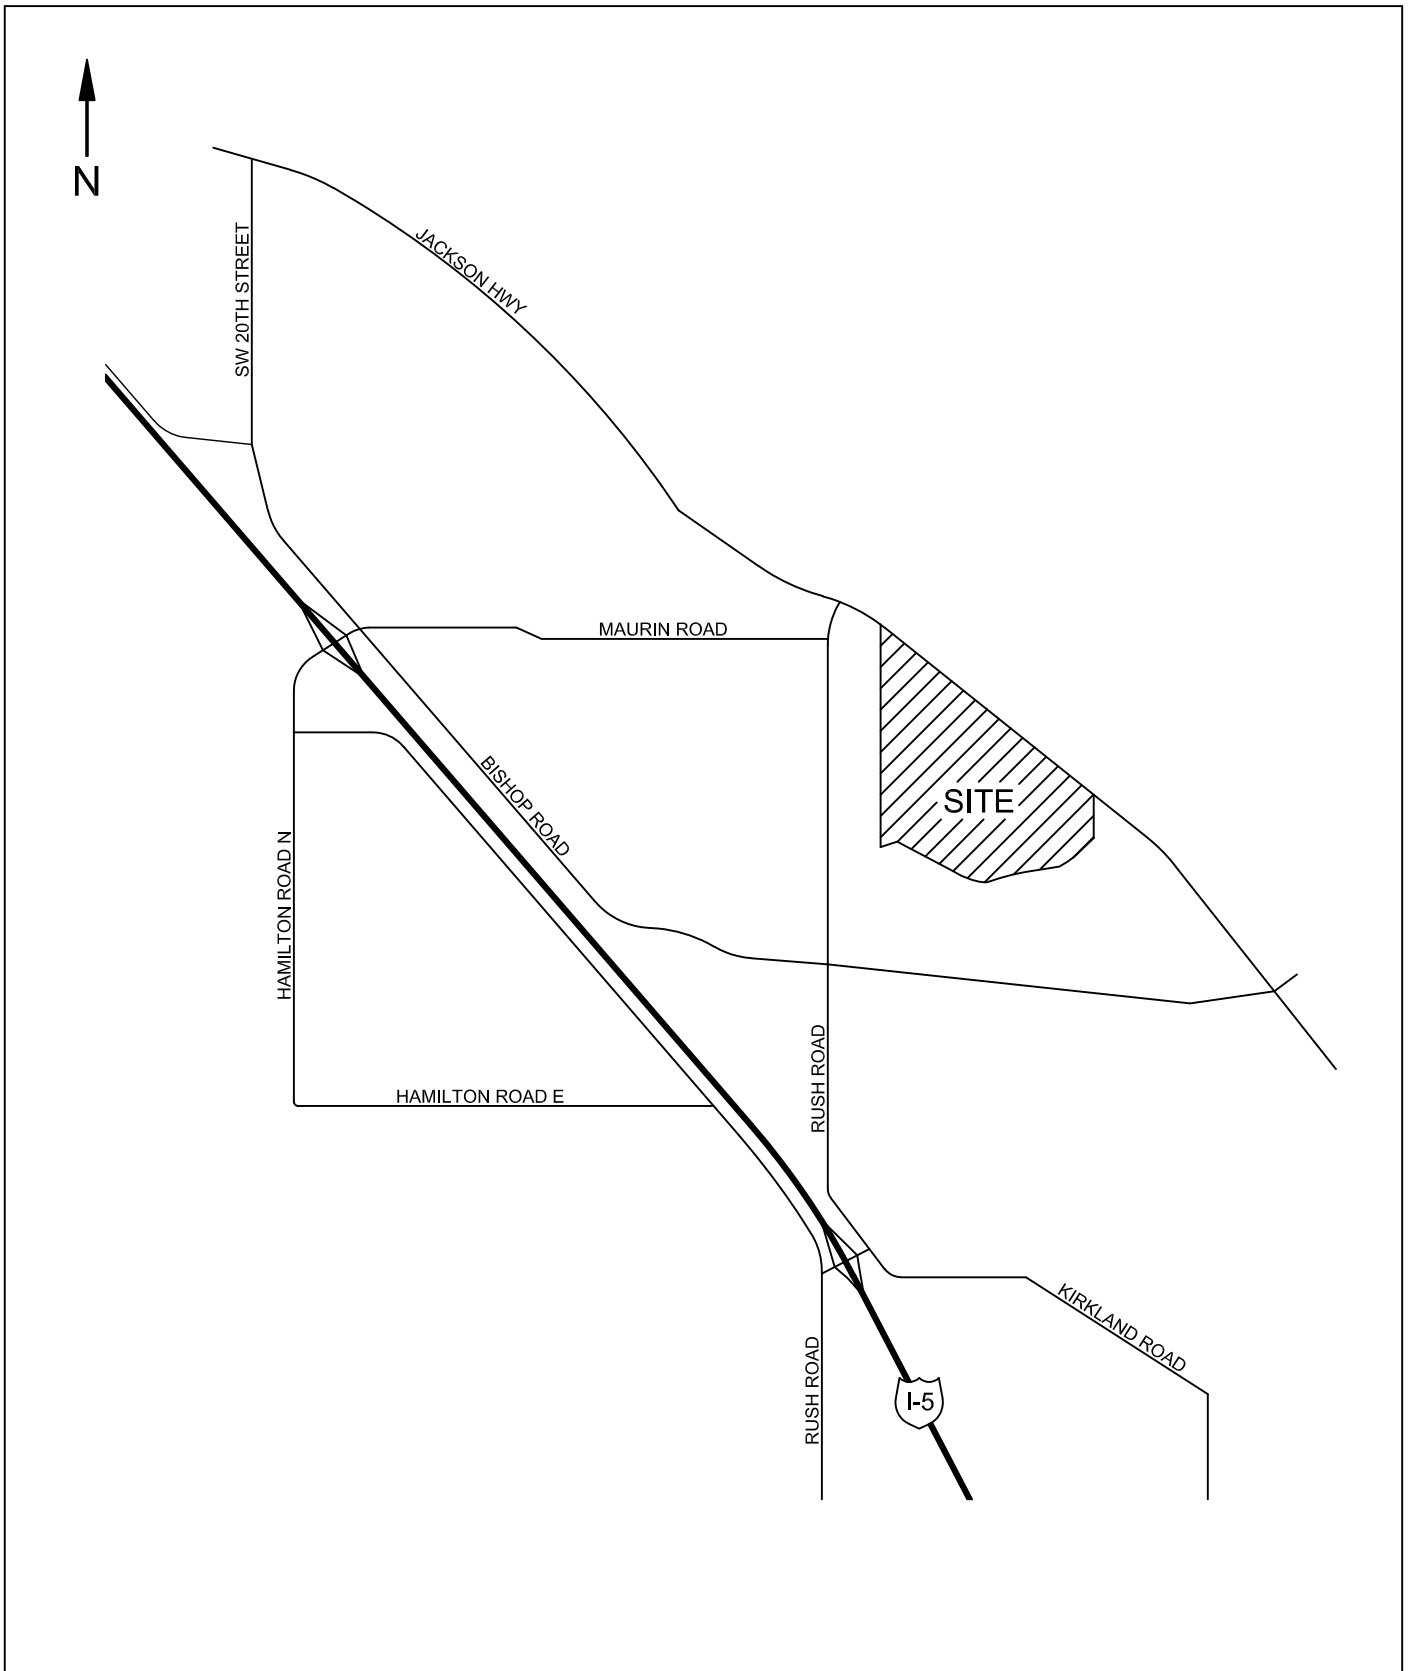 N
SW 20TH STREET
JACKSON HWY
MAURIN ROAD
BISHOP ROAD
SITE
HAMILTON ROAD N
HAMILTON ROAD E
RUSH ROAD
KIRKLAND ROAD
RUSH ROAD
I-5